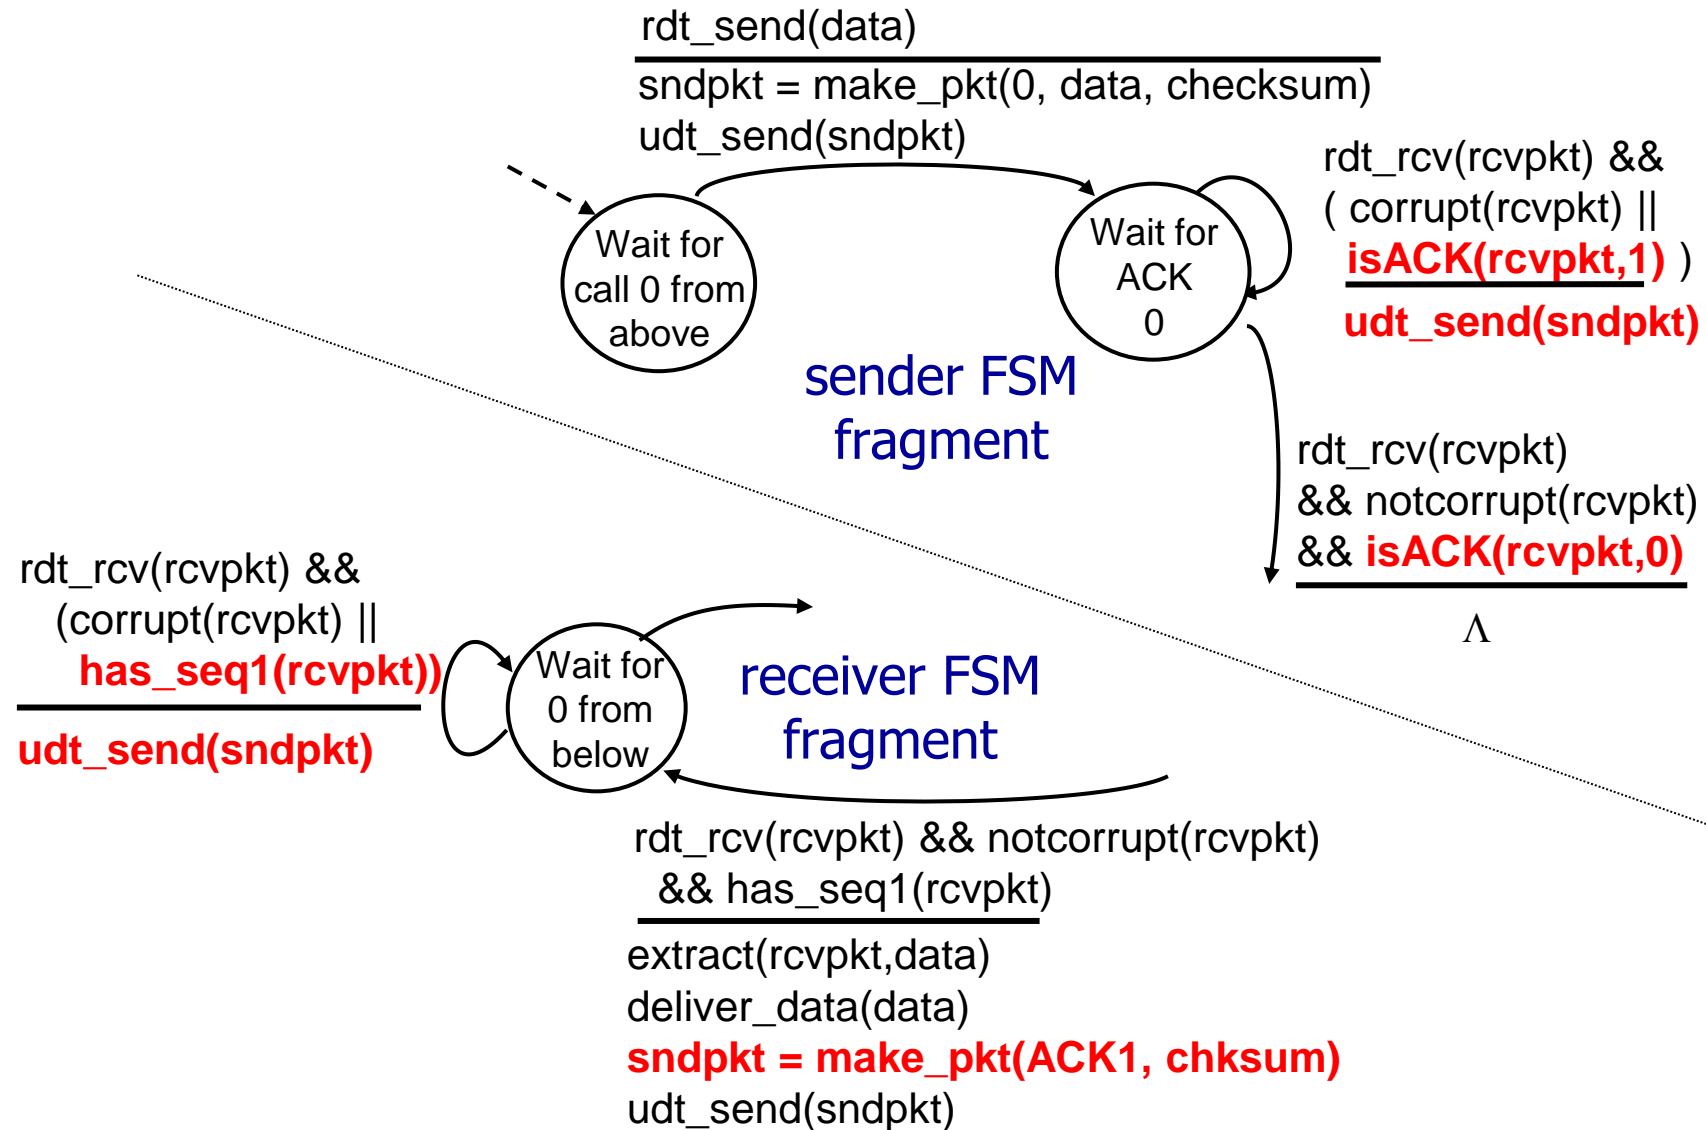 rdt_send(data)
sndpkt = make_pkt(0, data, checksum)
udt_send(sndpkt)
Wait for
call 0 from
above
Wait for
ACK
0
rdt_rcv(rcvpkt) &&
( corrupt(rcvpkt) ||
isACK(rcvpkt,1) )
udt_send(sndpkt)
sender FSM
fragment
rdt_rcv(rcvpkt)
&& notcorrupt(rcvpkt)
&& isACK(rcvpkt,0)
Λ
rdt_rcv(rcvpkt) &&
(corrupt(rcvpkt) ||
has_seq1(rcvpkt))
udt_send(sndpkt)
Wait for
0 from
below
receiver FSM
fragment
rdt_rcv(rcvpkt) && notcorrupt(rcvpkt)
&& has_seq1(rcvpkt)
extract(rcvpkt,data)
deliver_data(data)
sndpkt = make_pkt(ACK1, chksum)
udt_send(sndpkt)